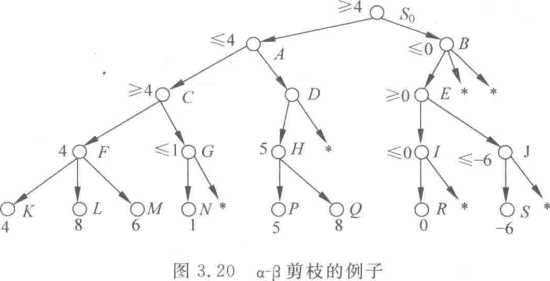 ≥4 S₀
≤4 A ≤0 B
* *
≥4 C D ≥0 E
*
4 F ≤1 G 5 H ≤0 I ≤-6 J
K L M N * P Q R * S *
4 8 6 1 5 8 0 -6
图 3.20 α-β 剪枝的例子